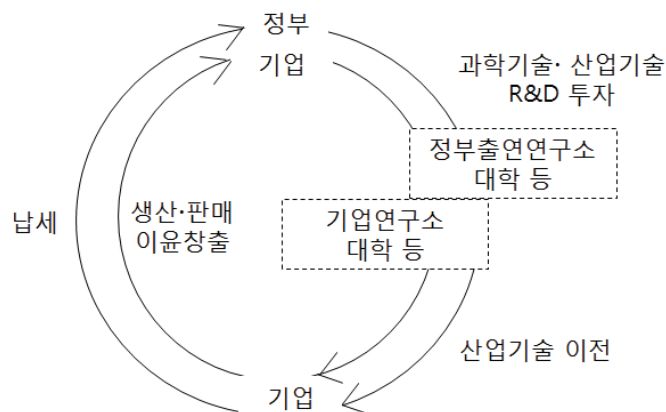 정부
기업
과학기술· 산업기술
R&D 투자
정부출연연구소
대학 등
납세
생산·판매
이윤창출
기업연구소
대학 등
산업기술 이전
기업